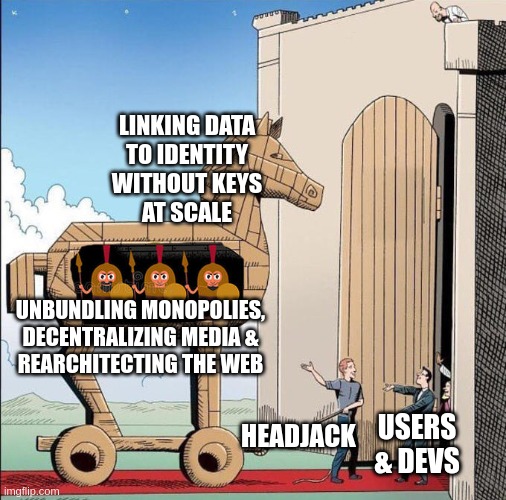 LINKING DATA
TO IDENTITY
WITHOUT KEYS
AT SCALE
UNBUNDLING MONOPOLIES,
DECENTRALIZING MEDIA &
REARCHITECTING THE WEB
HEADJACK
USERS
& DEVS
imgflip.com